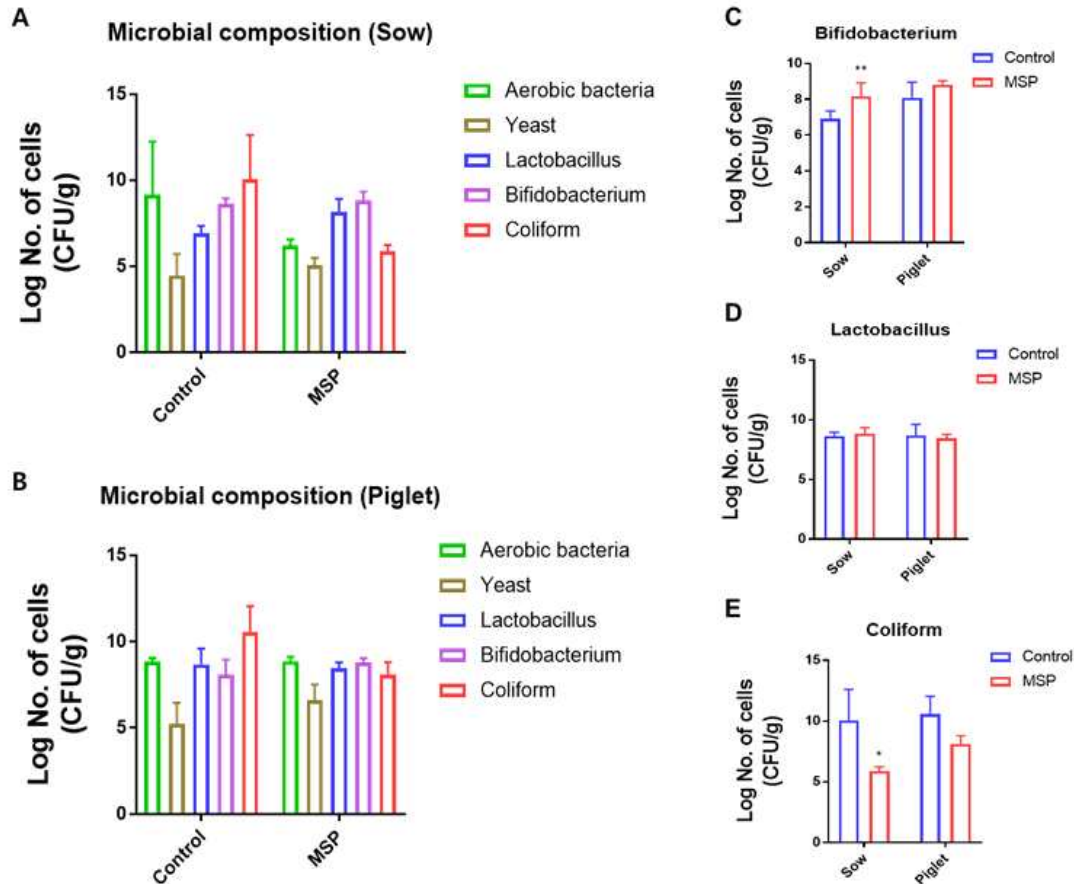 A
Microbial composition (Sow)
Log No. of cells
(CFU/g)
15
10
5
0
Control
MSP
Aerobic bacteria
Yeast
Lactobacillus
Bifidobacterium
Coliform
B
Microbial composition (Piglet)
Log No. of cells
(CFU/g)
15
10
5
0
Control
MSP
Aerobic bacteria
Yeast
Lactobacillus
Bifidobacterium
Coliform
C
Bifidobacterium
Log No. of cells
(CFU/g)
10
8
6
4
2
0
**
Sow
Piglet
Control
MSP
D
Lactobacillus
Log No. of cells
(CFU/g)
15
10
5
0
Sow
Piglet
Control
MSP
E
Coliform
Log No. of cells
(CFU/g)
15
10
5
0
*
Sow
Piglet
Control
MSP